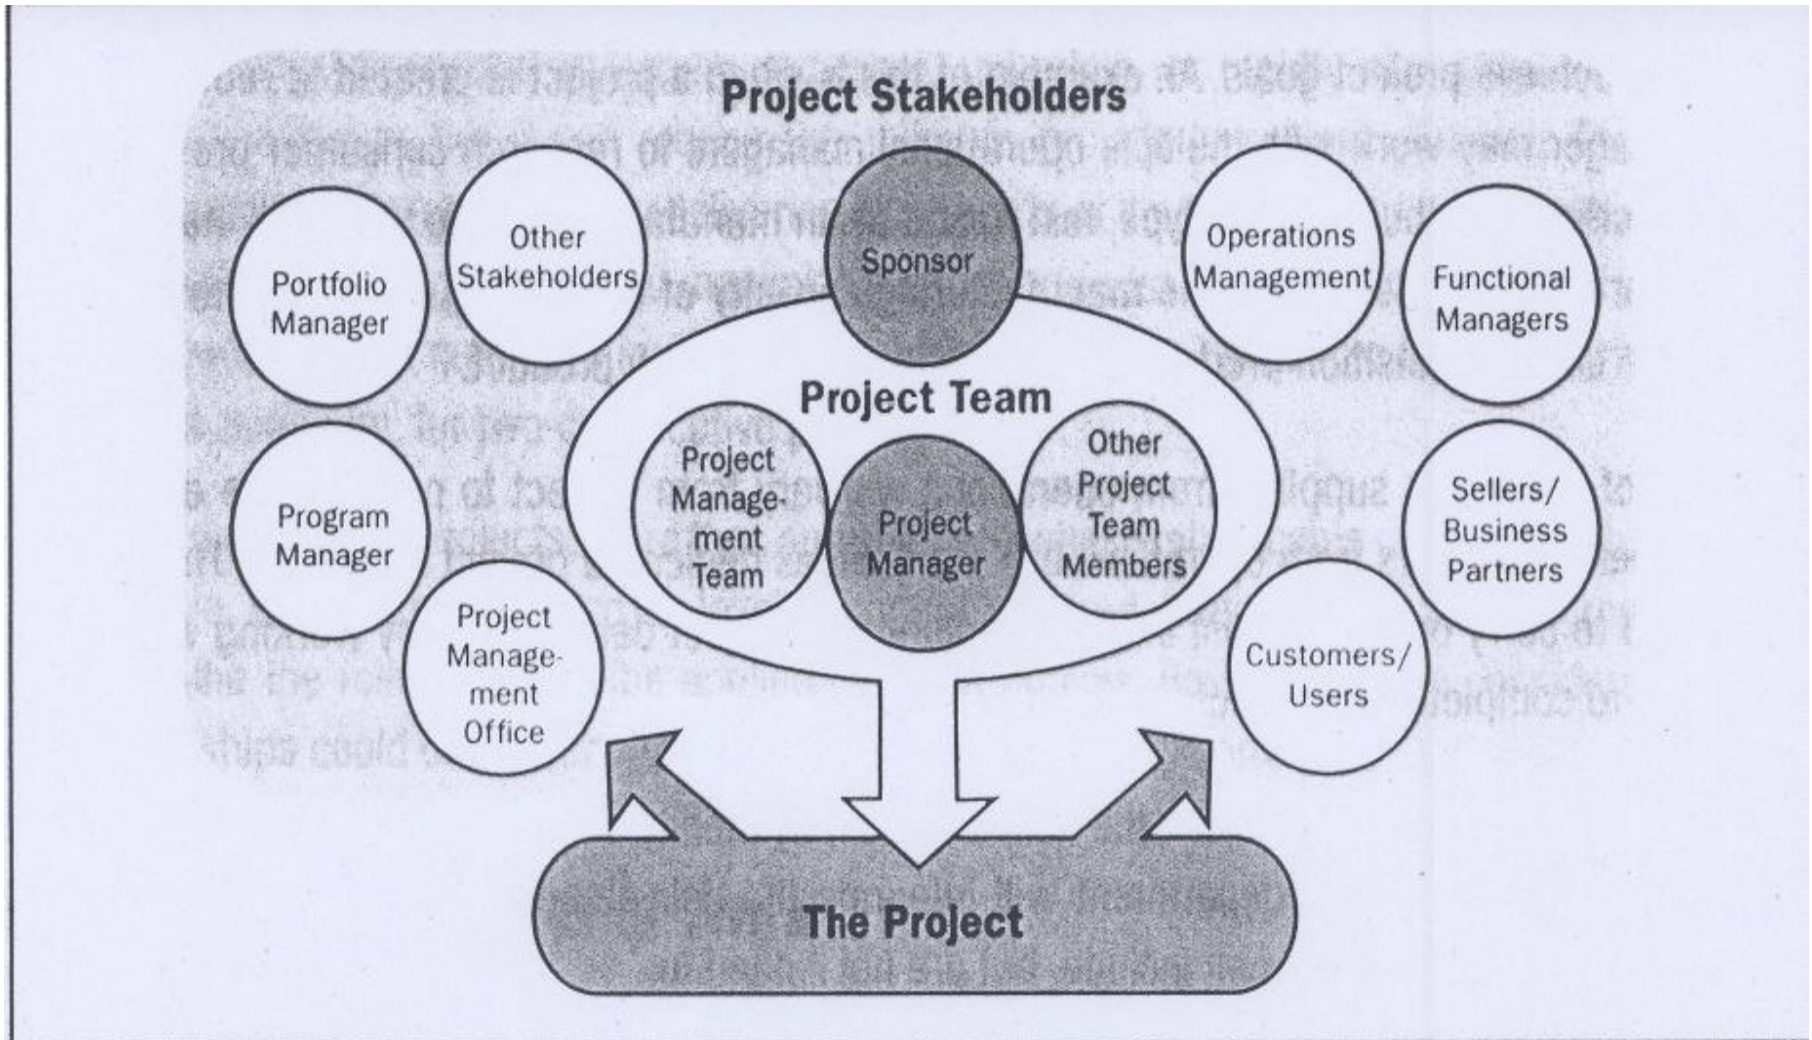 Project Stakeholders
Portfolio
Manager
Other
Stakeholders
Sponsor
Operations
Management
Functional
Managers
Project Team
Project
Manage-
ment
Team
Project
Manager
Other
Project
Team
Members
Program
Manager
Sellers/
Business
Partners
Project
Manage-
ment
Office
Customers/
Users
The Project